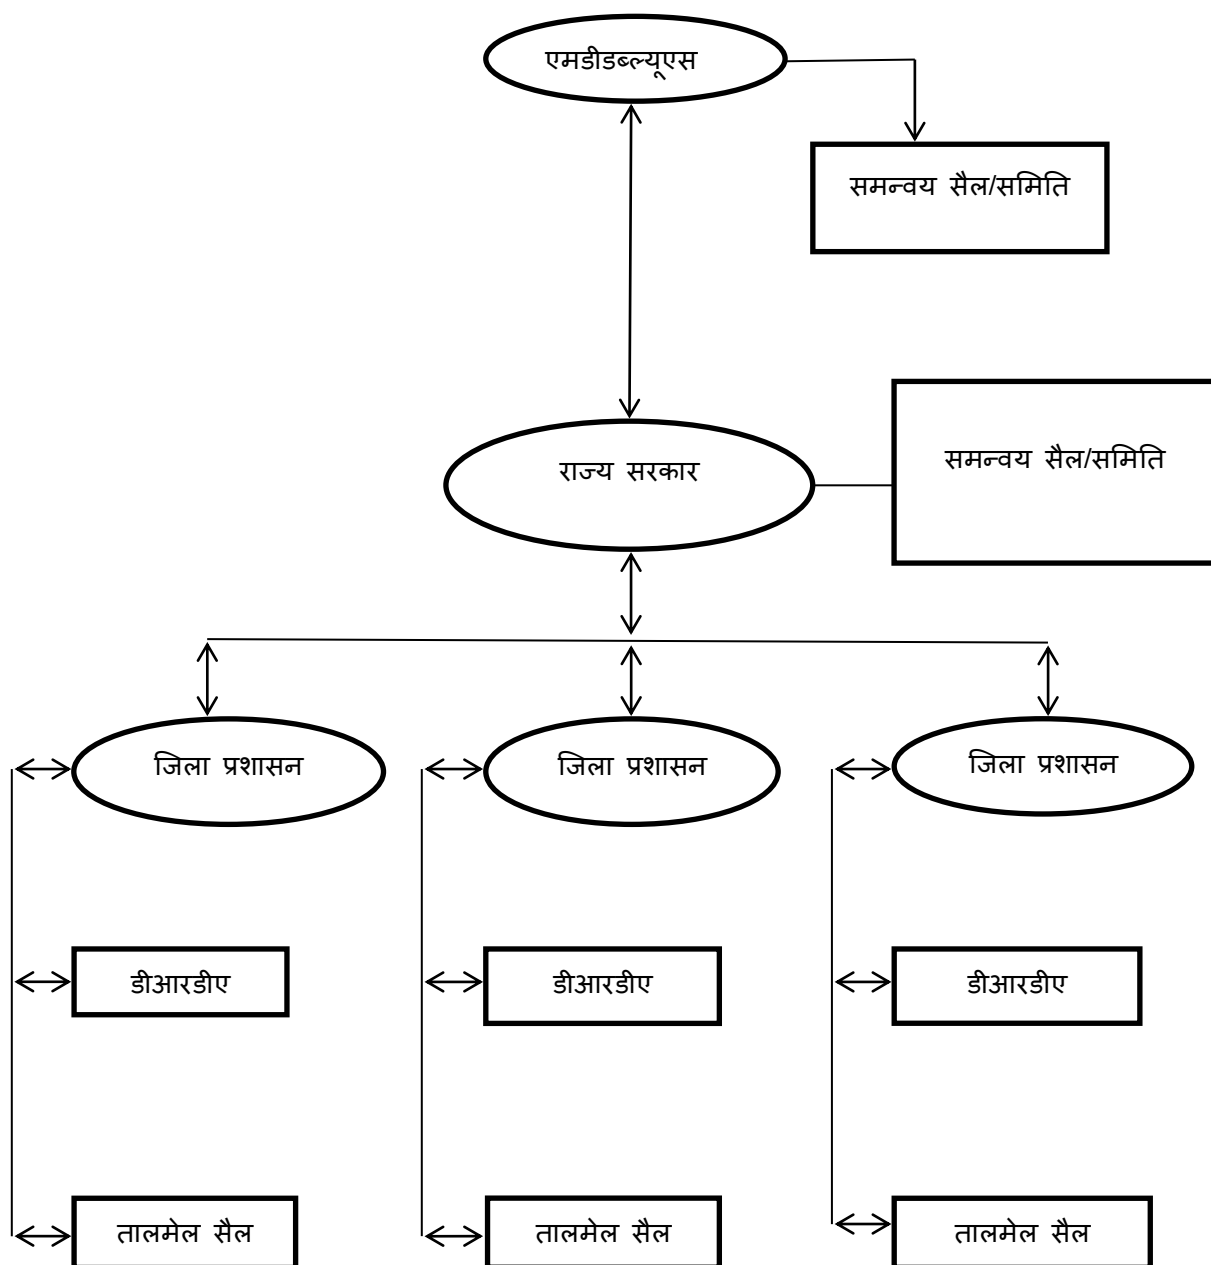 एमडीडब्ल्यूएस
समन्वय सैल/समिति
राज्य सरकार
समन्वय सैल/समिति
जिला प्रशासन
जिला प्रशासन
जिला प्रशासन
डीआरडीए
डीआरडीए
डीआरडीए
तालमेल सैल
तालमेल सैल
तालमेल सैल